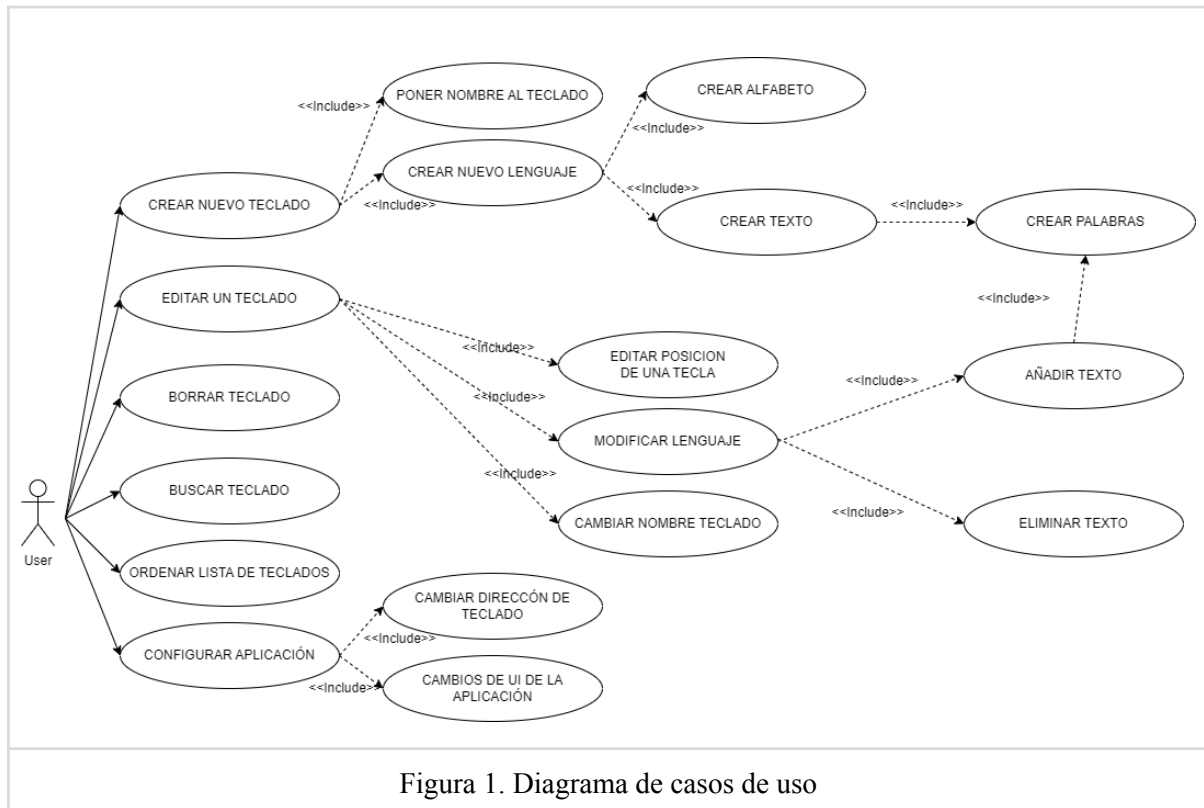 PONER NOMBRE AL TECLADO
CREAR ALFABETO
<<Include>>
<<Include>>
CREAR NUEVO LENGUAJE
CREAR NUEVO TECLADO
<<Include>>
<<Include>>
CREAR TEXTO
<<Include>>
CREAR PALABRAS
EDITAR UN TECLADO
<<Include>>
<<Include>>
EDITAR POSICION
DE UNA TECLA
<<Include>>
AÑADIR TEXTO
<<Include>>
BORRAR TECLADO
<<Include>>
MODIFICAR LENGUAJE
<<Include>>
BUSCAR TECLADO
CAMBIAR NOMBRE TECLADO
<<Include>>
ELIMINAR TEXTO
User
ORDENAR LISTA DE TECLADOS
CAMBIAR DIRECCÓN DE
TECLADO
<<Include>>
CONFIGURAR APLICACIÓN
<<Include>>
CAMBIOS DE UI DE LA
APLICACIÓN
Figura 1. Diagrama de casos de uso